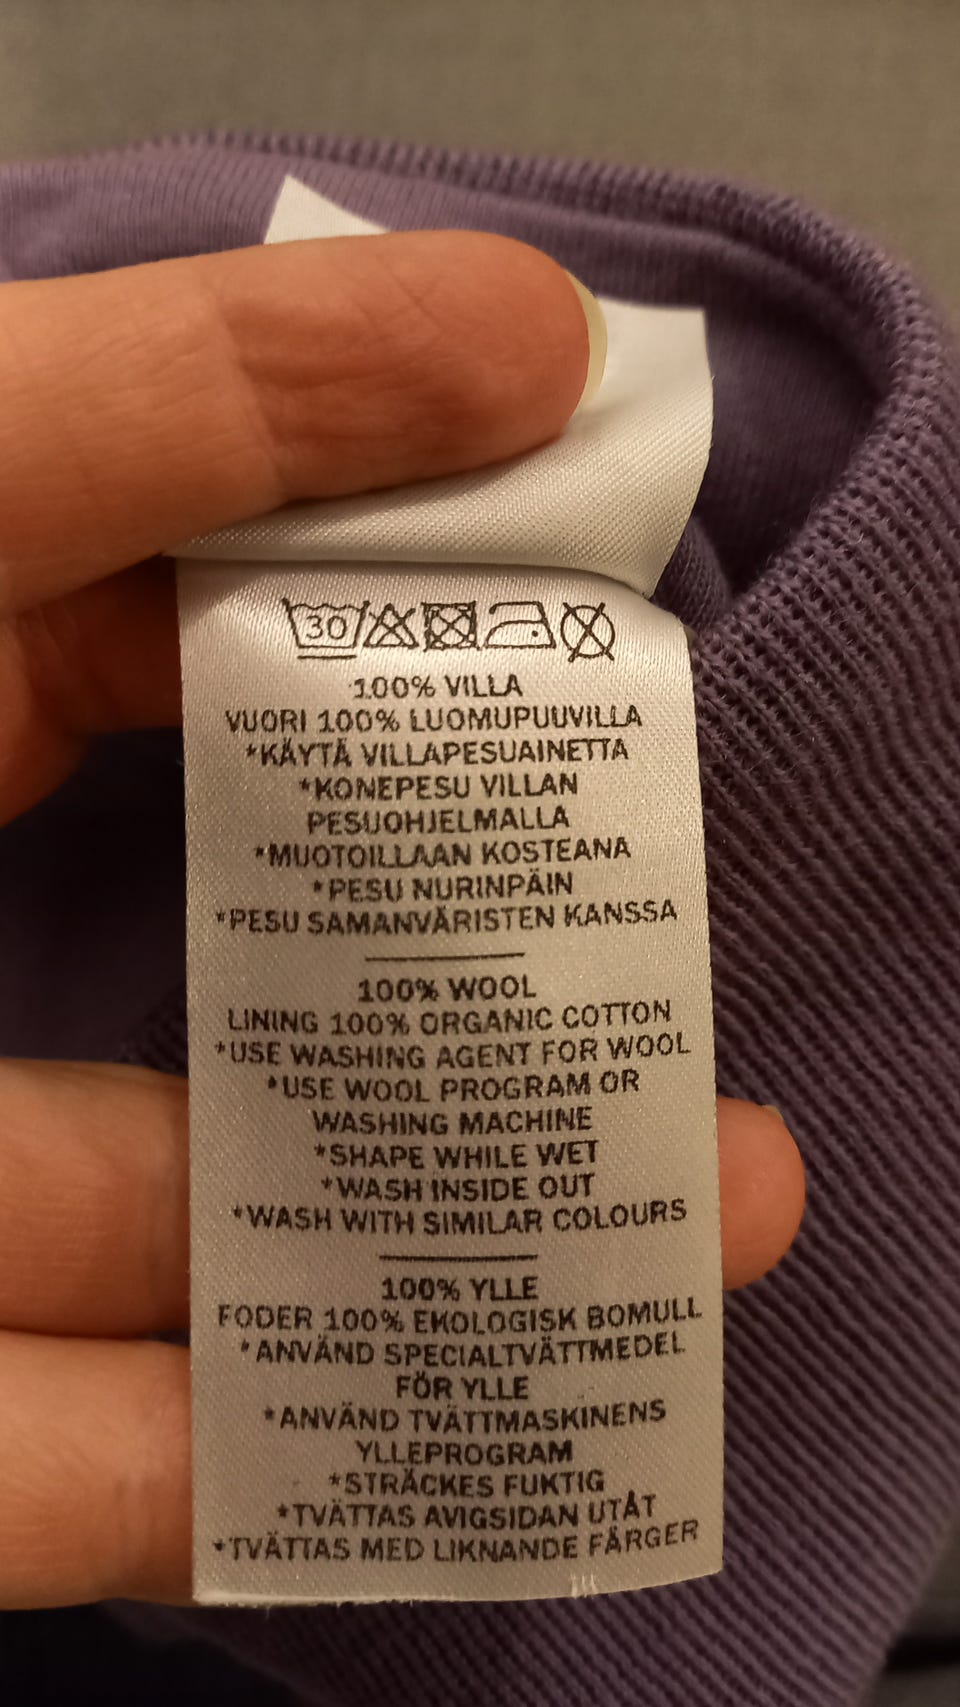 30
100% VILLA
VUORI 100% LUOMUPUUVILLA
*KÄYTÄ VILLAPESUAINETTA
*KONEPESU VILLAN
PESUOHJELMALLA
*MUOTOILLAAN KOSTEANA
*PESU NURINPÄIN
*PESU SAMANVÄRISTEN KANSSA
100% WOOL
LINING 100% ORGANIC COTTON
*USE WASHING AGENT FOR WOOL
*USE WOOL PROGRAM OR
WASHING MACHINE
*SHAPE WHILE WET
*WASH INSIDE OUT
*WASH WITH SIMILAR COLOURS
100% YLLE
FODER 100% EKOLOGISK BOMULL
*ANVÄND SPECIALTVÄTTMEDEL
FÖR YLLE
*ANVÄND TVÄTTMASKINENS
YLLEPROGRAM
*STRÄCKES FUKTIG
*TVÄTTAS AVIGSIDAN UTÅT
*TVÄTTAS MED LIKNANDE FÄRGER